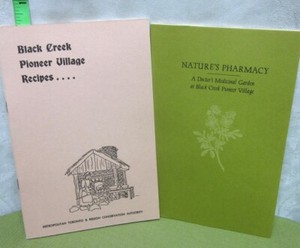 Black Creek
Pioneer Village
Recipes....
METROPOLITAN TORONTO & REGION CONSERVATION AUTHORITY
NATURE'S PHARMACY
A Doctor's Medicinal Garden
at Black Creek Pioneer Village